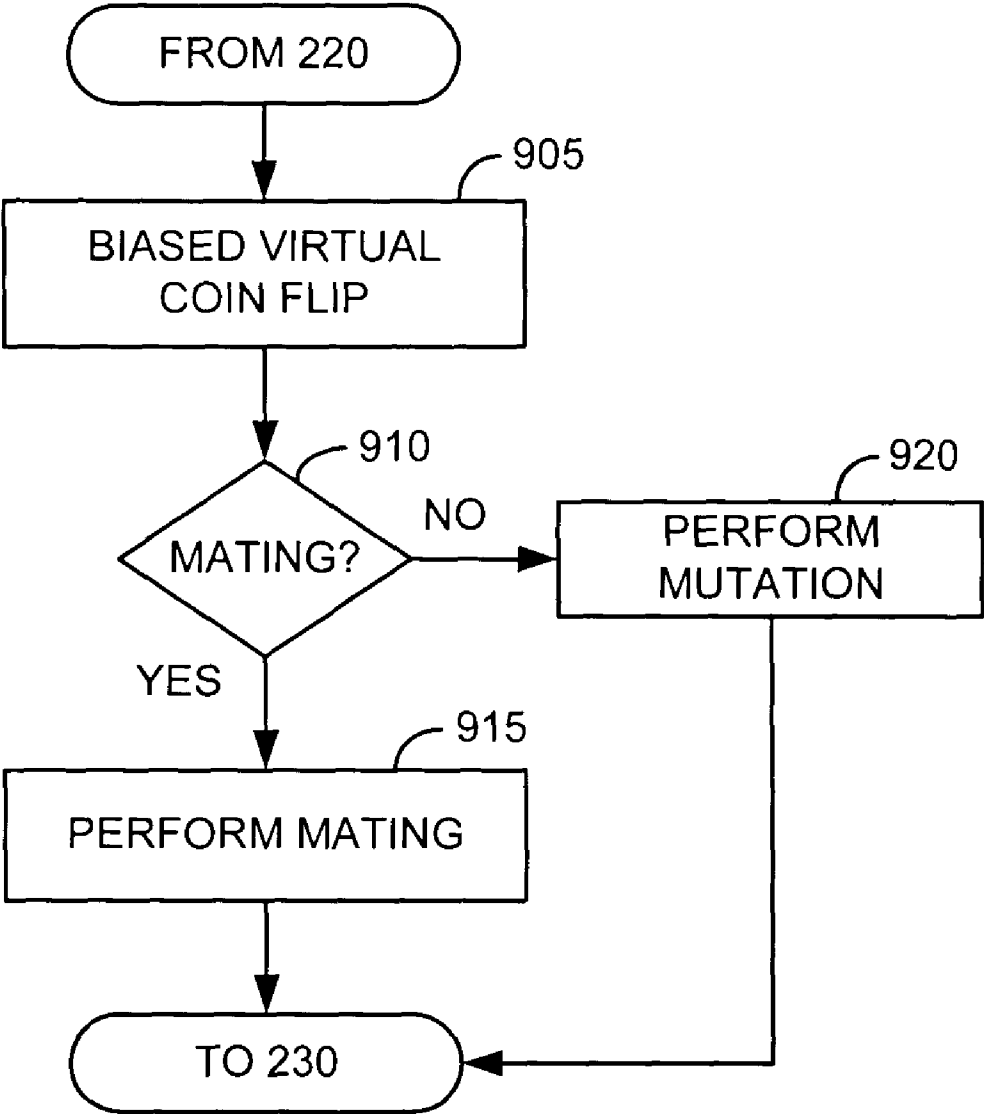 FROM 220
905
BIASED VIRTUAL
COIN FLIP
910
MATING?
NO
920
PERFORM
MUTATION
YES
915
PERFORM MATING
TO 230